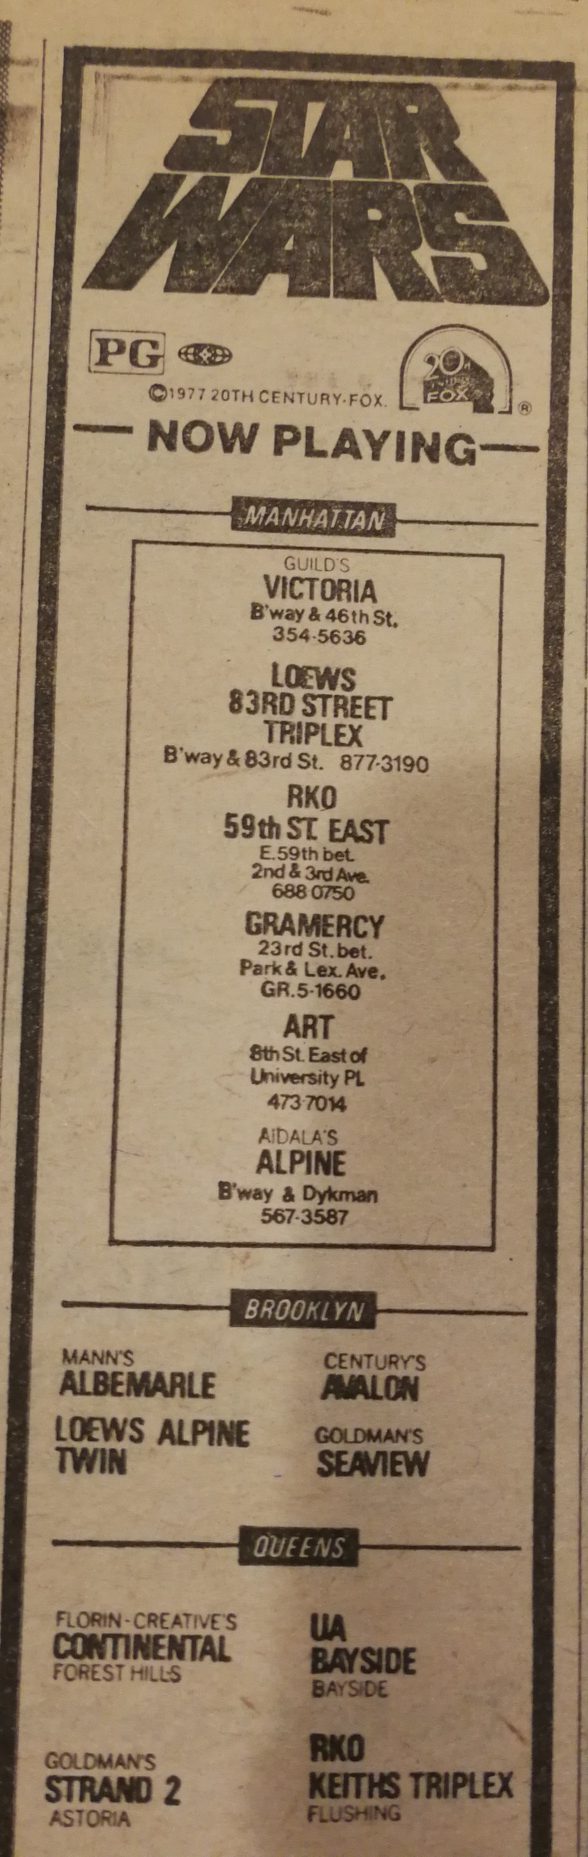 STAR
WARS
PG
20th
CENTURY
FOX
®
©1977 20TH CENTURY-FOX.
NOW PLAYING
MANHATTAN
GUILD'S
VICTORIA
B'way & 46th St.
354-5636
LOEWS
83RD STREET
TRIPLEX
B'way & 83rd St. 877-3190
RKO
59th ST. EAST
E.59th bet.
2nd & 3rd Ave.
688 0750
GRAMERCY
23rd St. bet.
Park & Lex. Ave.
GR.5-1660
ART
8th St. East of
University Pl.
473-7014
AIDALA'S
ALPINE
B'way & Dykman
567-3587
BROOKLYN
MANN'S
ALBEMARLE
LOEWS ALPINE
TWIN
CENTURY'S
AVALON
GOLDMAN'S
SEAVIEW
QUEENS
FLORIN-CREATIVE'S
CONTINENTAL
FOREST HILLS
UA
BAYSIDE
BAYSIDE
GOLDMAN'S
STRAND 2
ASTORIA
RKO
KEITHS TRIPLEX
FLUSHING